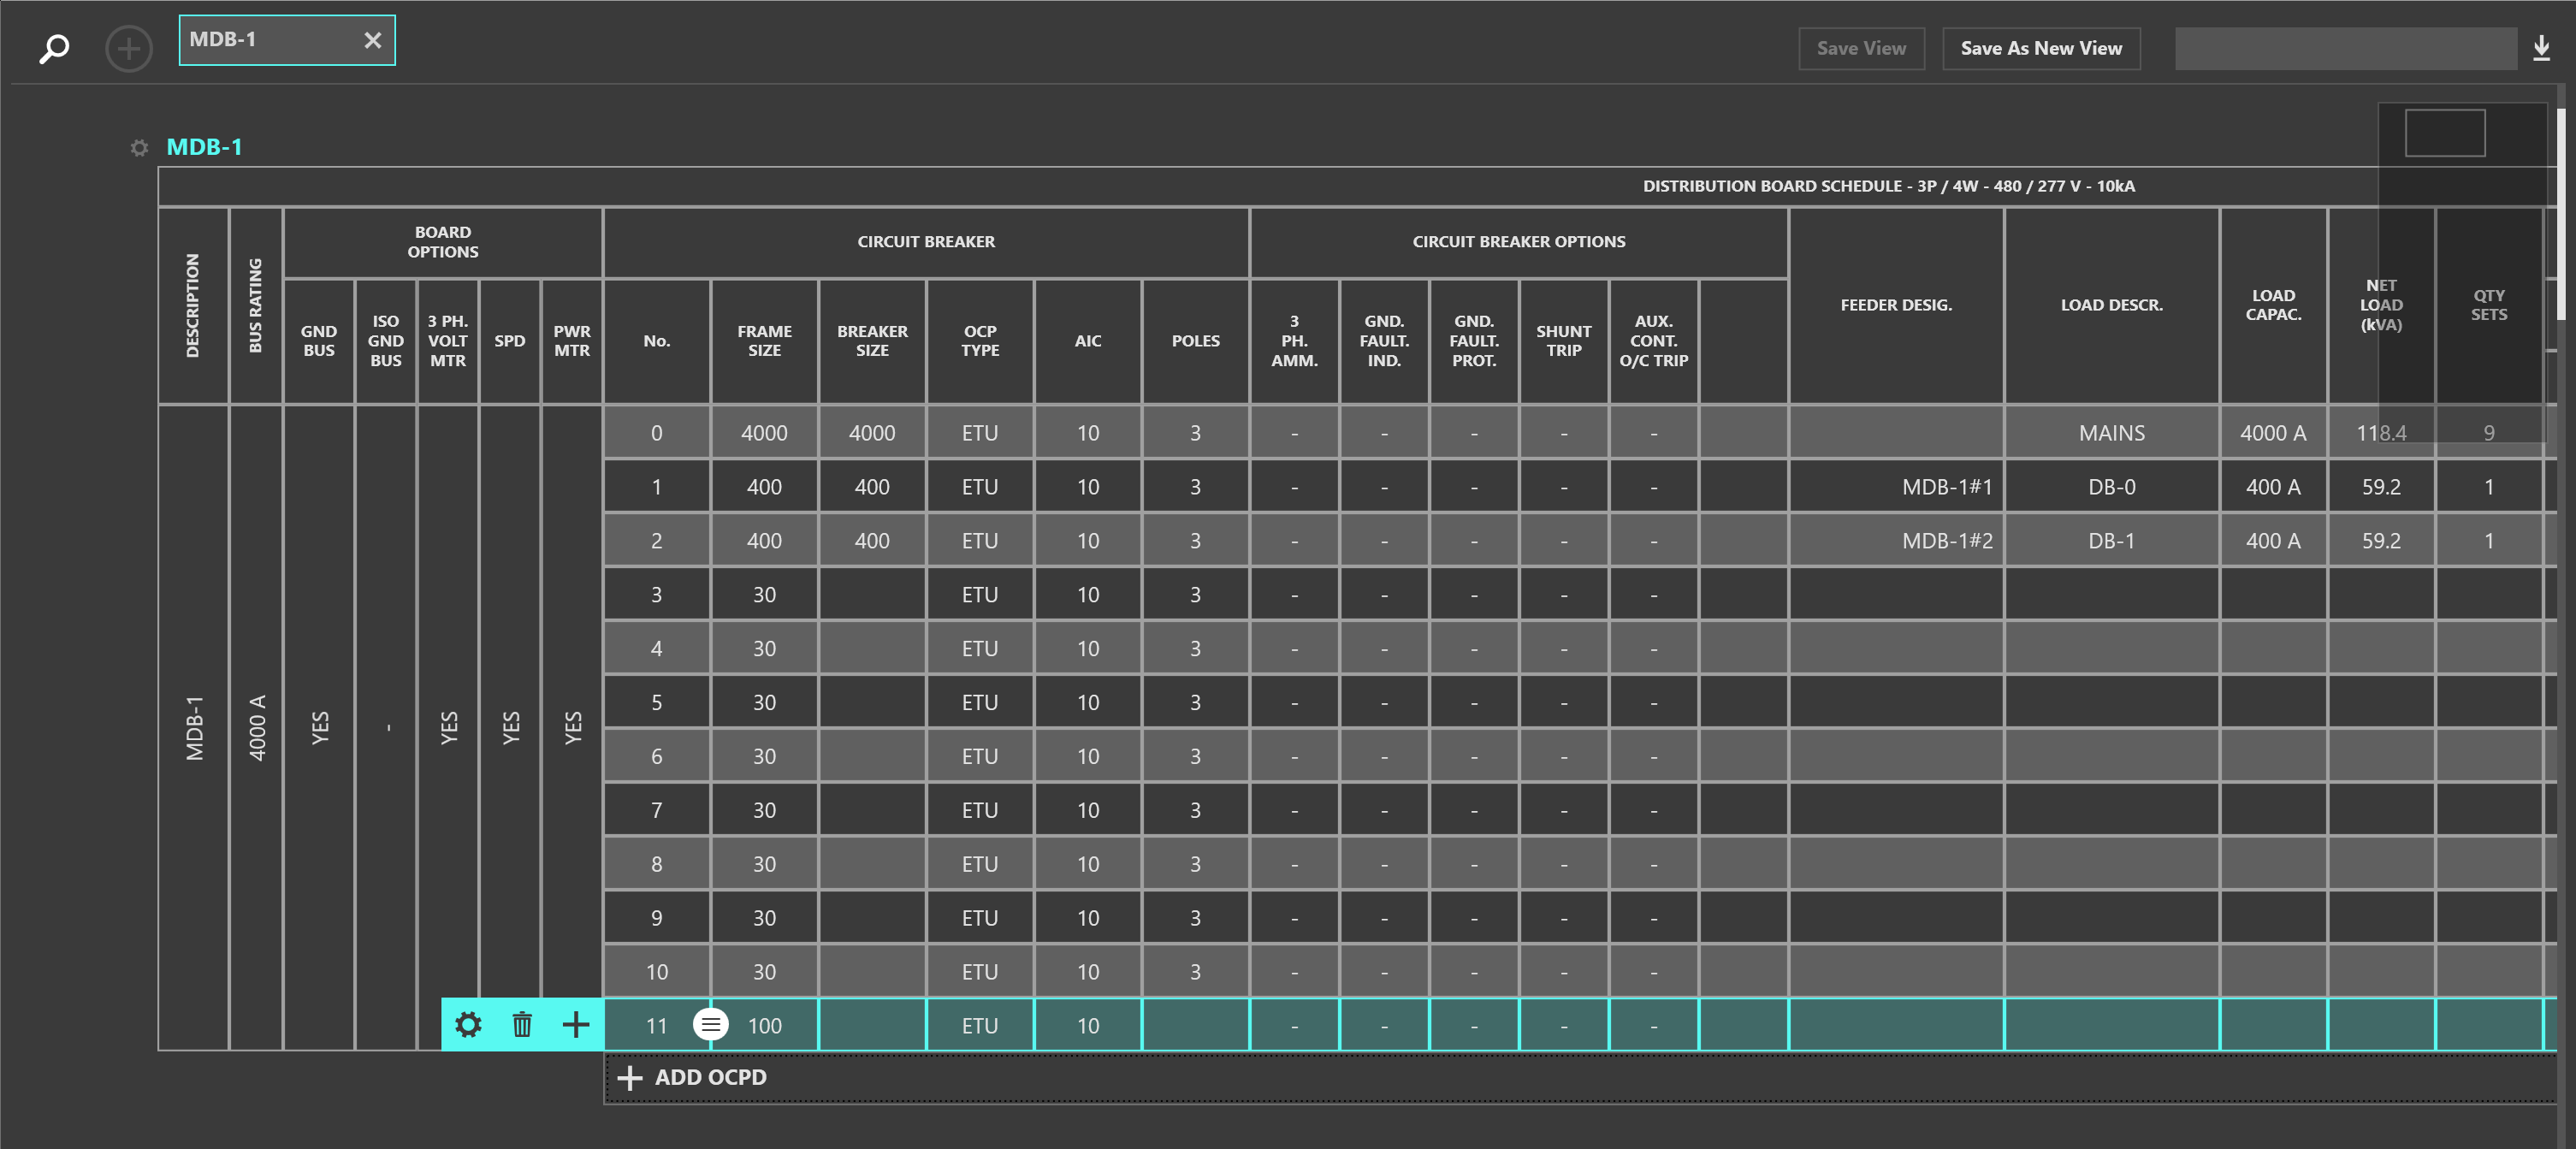 MDB-1
Save View
Save As New View
MDB-1
DISTRIBUTION BOARD SCHEDULE - 3P / 4W - 480 / 277 V - 10kA
DESCRIPTION
BUS RATING
BOARD
OPTIONS
CIRCUIT BREAKER
CIRCUIT BREAKER OPTIONS
FEEDER DESIG.
LOAD DESCR.
LOAD
CAPAC.
NET
LOAD
(kVA)
QTY
SETS
GND
BUS
ISO
GND
BUS
3 PH.
VOLT
MTR
SPD
PWR
MTR
No.
FRAME
SIZE
BREAKER
SIZE
OCP
TYPE
AIC
POLES
3
PH.
AMM.
GND.
FAULT.
IND.
GND.
FAULT.
PROT.
SHUNT
TRIP
AUX.
CONT.
O/C TRIP
MDB-1
4000 A
YES
-
YES
YES
YES
0 4000 4000 ETU 10 3 - - - - - MAINS 4000 A 118.4 9
1 400 400 ETU 10 3 - - - - - MDB-1#1 DB-0 400 A 59.2 1
2 400 400 ETU 10 3 - - - - - MDB-1#2 DB-1 400 A 59.2 1
3 30 ETU 10 3 - - - - -
4 30 ETU 10 3 - - - - -
5 30 ETU 10 3 - - - - -
6 30 ETU 10 3 - - - - -
7 30 ETU 10 3 - - - - -
8 30 ETU 10 3 - - - - -
9 30 ETU 10 3 - - - - -
10 30 ETU 10 3 - - - - -
11 100 ETU 10 - - - - -
ADD OCPD